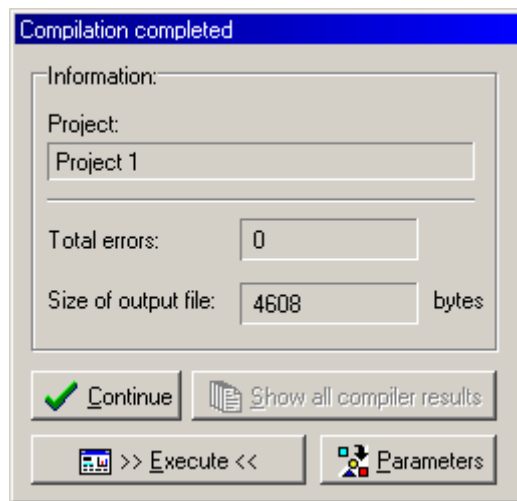 Compilation completed
Information:
Project:
Project 1
Total errors: 0
Size of output file: 4608 bytes
Continue Show all compiler results
>> Execute << Parameters